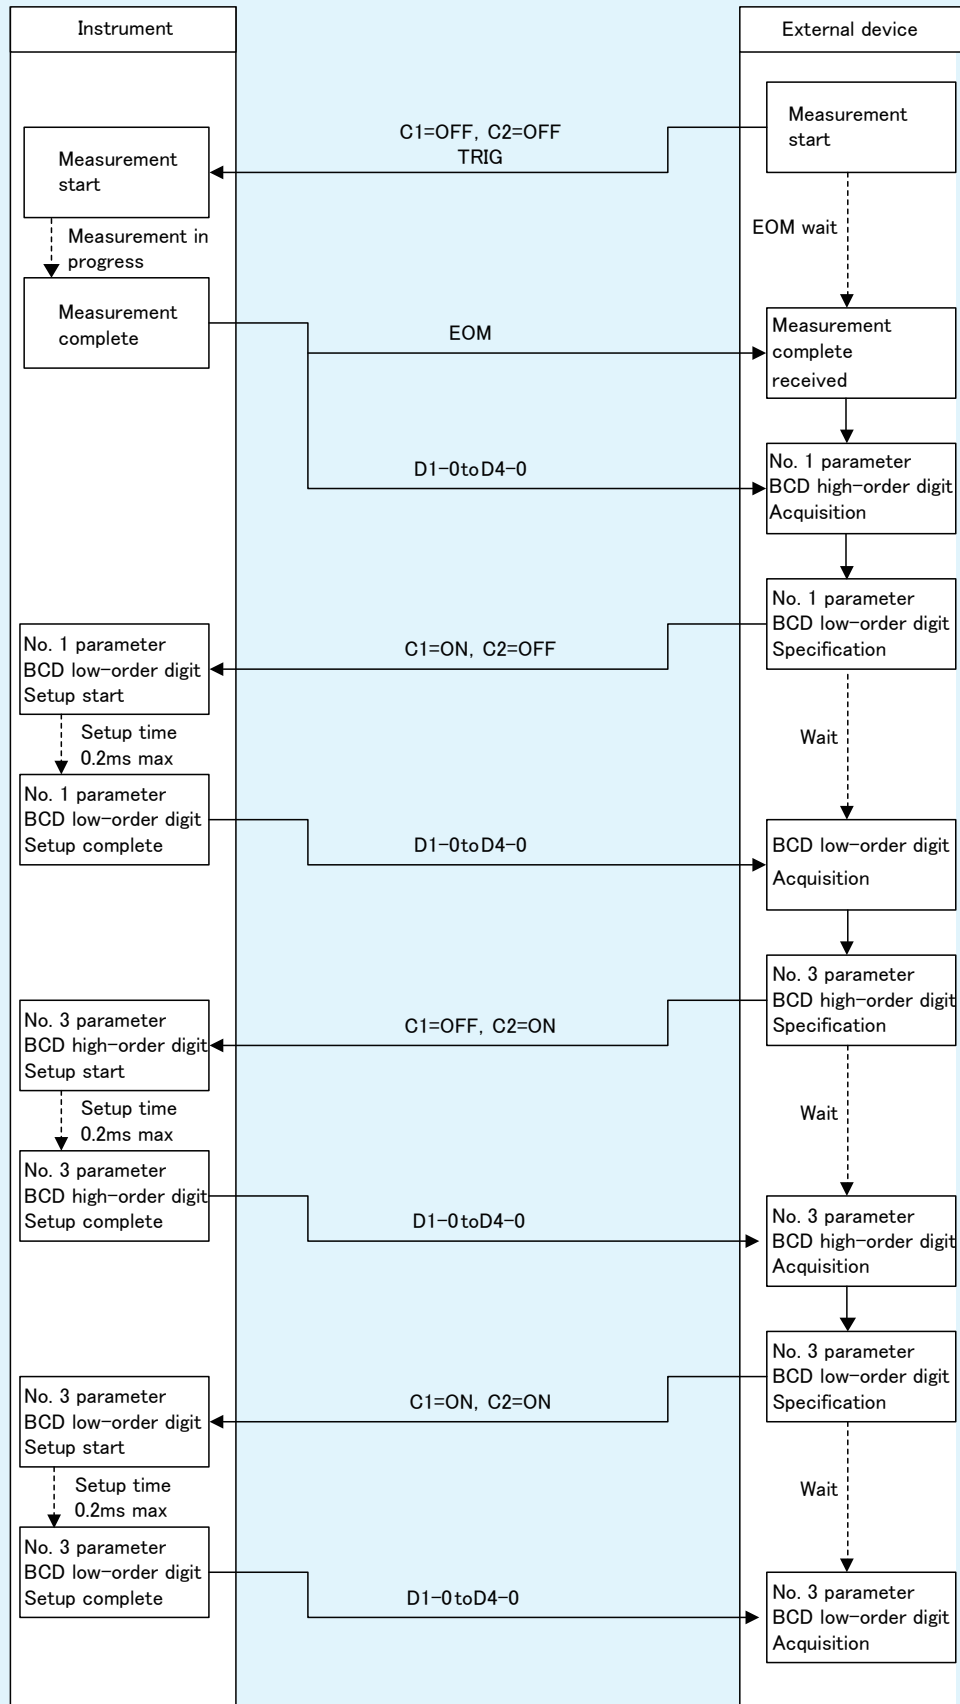 Instrument
External device
Measurement
start
C1=OFF, C2=OFF
TRIG
Measurement
start
EOM wait
Measurement in
progress
Measurement
complete
EOM
Measurement
complete
received
D1-0toD4-0
No. 1 parameter
BCD high-order digit
Acquisition
No. 1 parameter
BCD low-order digit
Specification
C1=ON, C2=OFF
No. 1 parameter
BCD low-order digit
Setup start
Setup time
0.2ms max
Wait
No. 1 parameter
BCD low-order digit
Setup complete
D1-0toD4-0
BCD low-order digit
Acquisition
No. 3 parameter
BCD high-order digit
Specification
C1=OFF, C2=ON
No. 3 parameter
BCD high-order digit
Setup start
Setup time
0.2ms max
Wait
No. 3 parameter
BCD high-order digit
Setup complete
D1-0toD4-0
No. 3 parameter
BCD high-order digit
Acquisition
No. 3 parameter
BCD low-order digit
Specification
C1=ON, C2=ON
No. 3 parameter
BCD low-order digit
Setup start
Setup time
0.2ms max
Wait
No. 3 parameter
BCD low-order digit
Setup complete
D1-0toD4-0
No. 3 parameter
BCD low-order digit
Acquisition